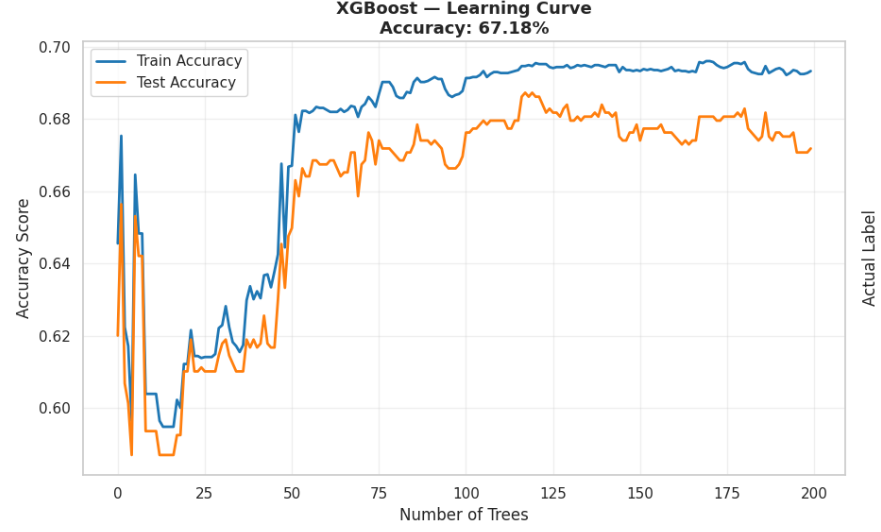 XGBoost — Learning Curve
Accuracy: 67.18%
Train Accuracy
Test Accuracy
Accuracy Score
0.70
0.68
0.66
0.64
0.62
0.60
0
25
50
75
100
125
150
175
200
Number of Trees
Actual Label